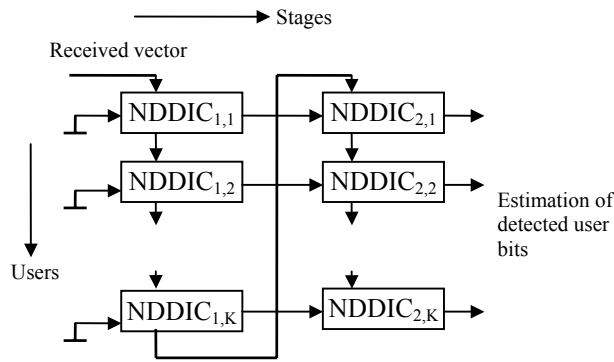 Stages
Received vector
NDDIC1,1
NDDIC2,1
NDDIC1,2
NDDIC2,2
Estimation of
detected user
bits
Users
NDDIC1,K
NDDIC2,K